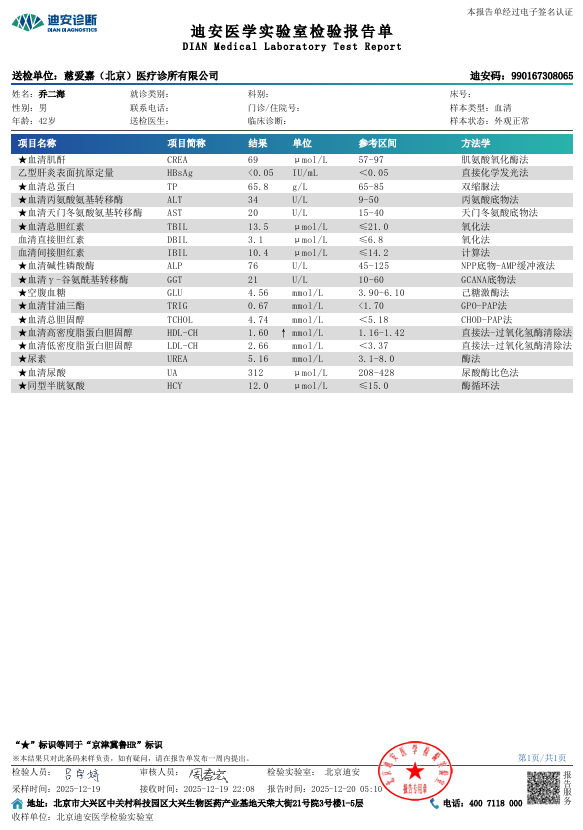 本报告单经过电子签名认证
迪安诊断
DIAN DIAGNOSTICS
迪安医学实验室检验报告单
DIAN Medical Laboratory Test Report
送检单位: 慈爱嘉（北京）医疗诊所有限公司 迪安码: 990167308065
姓名: 乔二海 就诊类别: 科别: 床号:
性别: 男 联系电话: 门诊/住院号: 样本类型: 血清
年龄: 42岁 送检医生: 临床诊断: 样本状态: 外观正常
项目名称 项目简称 结果 单位 参考区间 方法学
★血清肌酐 CREA 69 μmol/L 57-97 肌氨酸氧化酶法
乙型肝炎表面抗原定量 HBsAg <0.05 IU/mL <0.05 直接化学发光法
★血清总蛋白 TP 65.8 g/L 65-85 双缩脲法
★血清丙氨酸氨基转移酶 ALT 34 U/L 9-50 丙氨酸底物法
★血清天门冬氨酸氨基转移酶 AST 20 U/L 15-40 天门冬氨酸底物法
★血清总胆红素 TBIL 13.5 μmol/L ≤21.0 氧化法
血清直接胆红素 DBIL 3.1 μmol/L ≤6.8 氧化法
血清间接胆红素 IBIL 10.4 μmol/L ≤14.2 计算法
★血清碱性磷酸酶 ALP 76 U/L 45-125 NPP底物-AMP缓冲液法
★血清γ-谷氨酰基转移酶 GGT 21 U/L 10-60 GCANA底物法
★空腹血糖 GLU 4.56 mmol/L 3.90-6.10 己糖激酶法
★血清甘油三酯 TRIG 0.67 mmol/L <1.70 GPO-PAP法
★血清总胆固醇 TCHOL 4.74 mmol/L <5.18 CHOD-PAP法
★血清高密度脂蛋白胆固醇 HDL-CH 1.60 ↑ mmol/L 1.16-1.42 直接法-过氧化氢酶清除法
★血清低密度脂蛋白胆固醇 LDL-CH 2.66 mmol/L <3.37 直接法-过氧化氢酶清除法
★尿素 UREA 5.16 mmol/L 3.1-8.0 酶法
★血清尿酸 UA 312 μmol/L 208-428 尿酸酶比色法
★同型半胱氨酸 HCY 12.0 μmol/L ≤15.0 酶循环法
“★”标识等同于“京津冀鲁HR”标识
※本结果只对此条码来样负责, 如有疑问, 请在报告单发布一周内提出。 第1页/共1页
检验人员: 审核人员: 检验实验室: 北京迪安
采样时间: 2025-12-19 接收时间: 2025-12-19 22:08 报告时间: 2025-12-20 05:10
报告专用章
报告服务
地址: 北京市大兴区中关村科技园区大兴生物医药产业基地天荣大街21号院3号楼1-5层 电话: 400 7118 000
收样单位: 北京迪安医学检验实验室